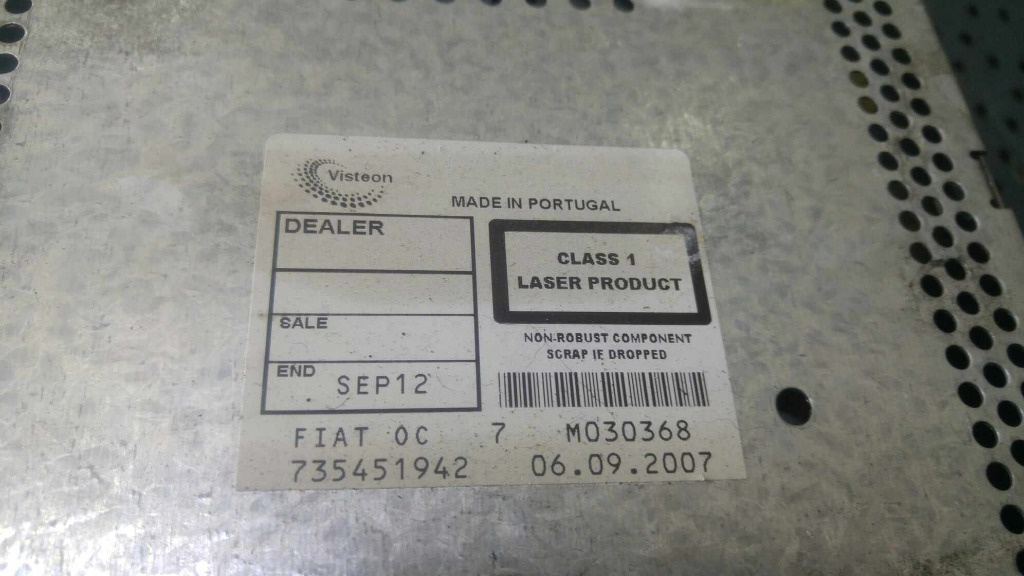 Visteon
MADE IN PORTUGAL
DEALER
CLASS 1
LASER PRODUCT
SALE
NON-ROBUST COMPONENT
SCRAP IF DROPPED
END SEP12
FIAT OC 7 M030368
735451942 06.09.2007